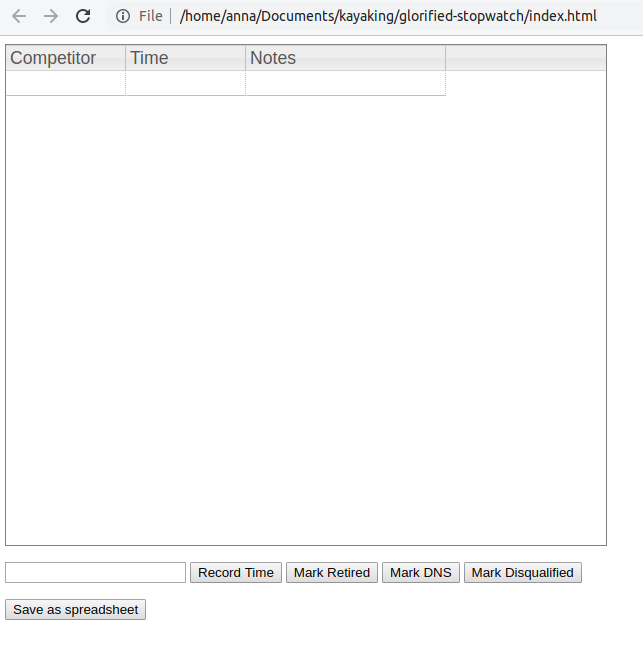 File | /home/anna/Documents/kayaking/glorified-stopwatch/index.html
Competitor Time Notes
Record Time Mark Retired Mark DNS Mark Disqualified
Save as spreadsheet